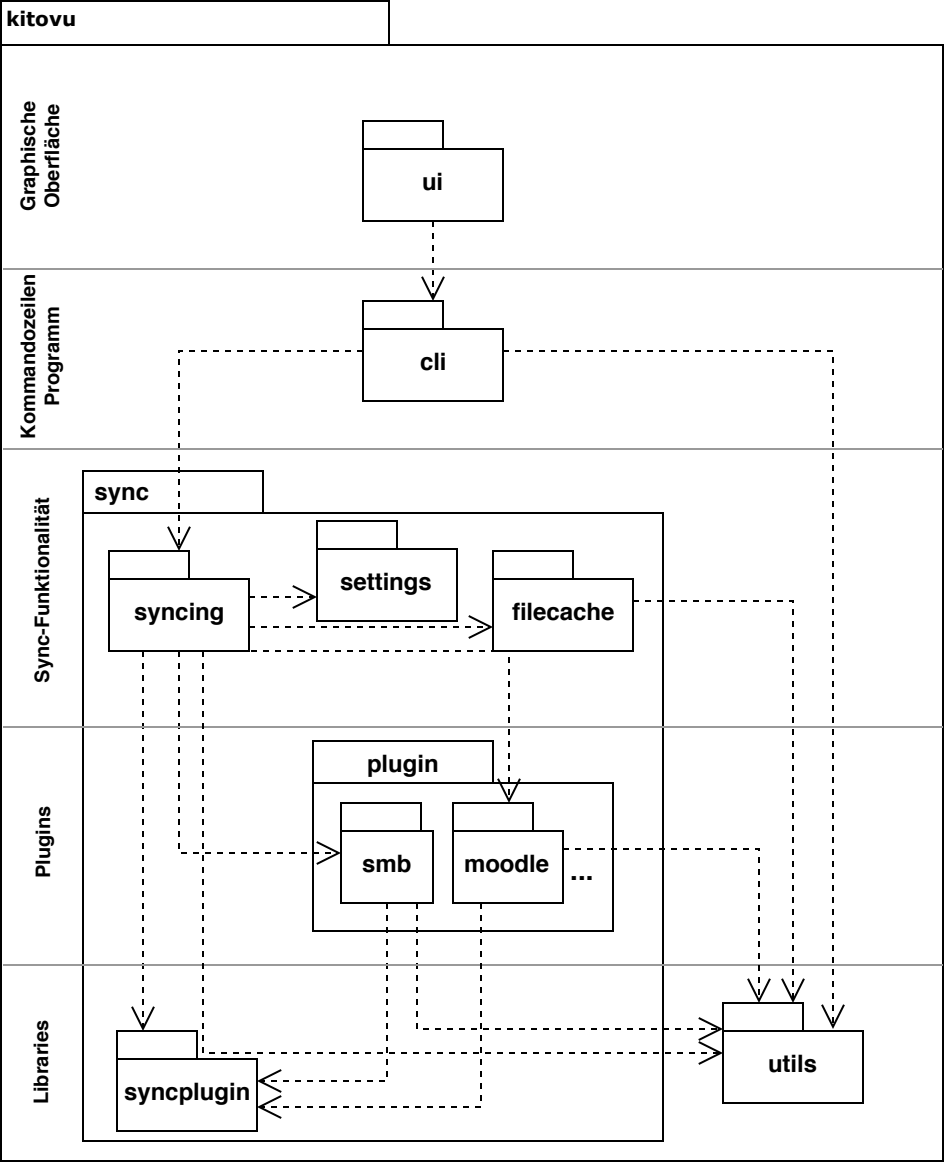 kitovu
Graphische
Oberfläche
ui
Kommandozeilen
Programm
cli
Sync-Funktionalität
sync
syncing
settings
filecache
Plugins
plugin
smb
moodle
...
Libraries
syncplugin
utils